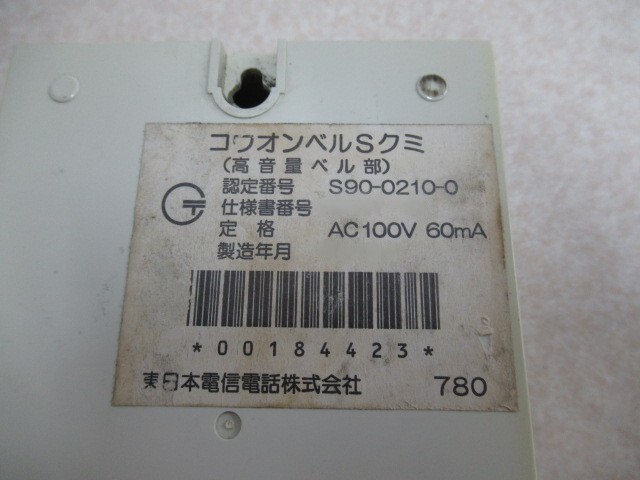 コウオンベルSクミ
(高音量ベル部)
認定番号 S90-0210-0
仕様書番号
定格 AC100V 60mA
製造年月
*00184423*
東日本電信電話株式会社 780